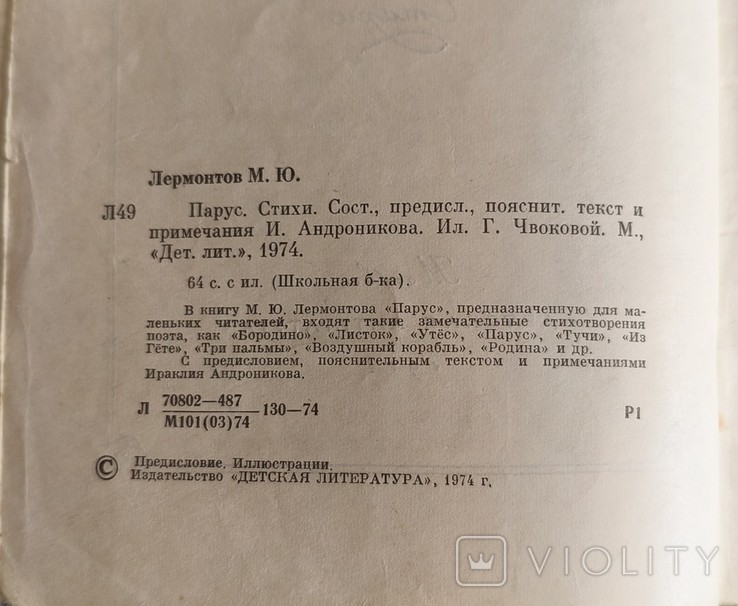 Лермонтов М. Ю.
Л49 Парус. Стихи. Сост., предисл., пояснит. текст и
примечания И. Андроникова. Ил. Г. Чвоковой. М.,
«Дет. лит.», 1974.
64 с. с ил. (Школьная б-ка).
В книгу М. Ю. Лермонтова «Парус», предназначенную для ма-
леньких читателей, входят такие замечательные стихотворения
поэта, как «Бородино», «Листок», «Утёс», «Парус», «Тучи», «Из
Гёте», «Три пальмы», «Воздушный корабль», «Родина» и др.
С предисловием, пояснительным текстом и примечаниями
Ираклия Андроникова.
Л 70802—487
М101(03)74 130—74 Р1
© Предисловие. Иллюстрации.
Издательство «ДЕТСКАЯ ЛИТЕРАТУРА», 1974 г.
VIOLITY